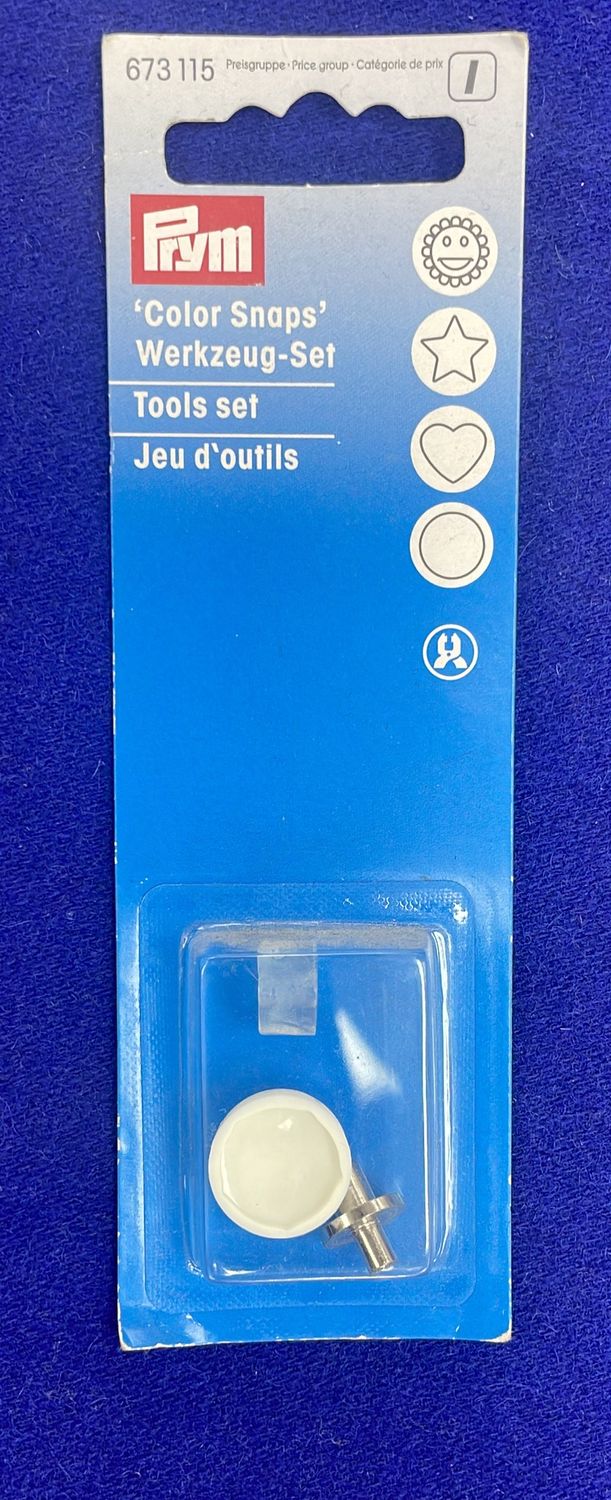 673 115 Preisgruppe · Price group · Catégorie de prix I
Prym
‘Color Snaps’
Werkzeug-Set
Tools set
Jeu d‘outils